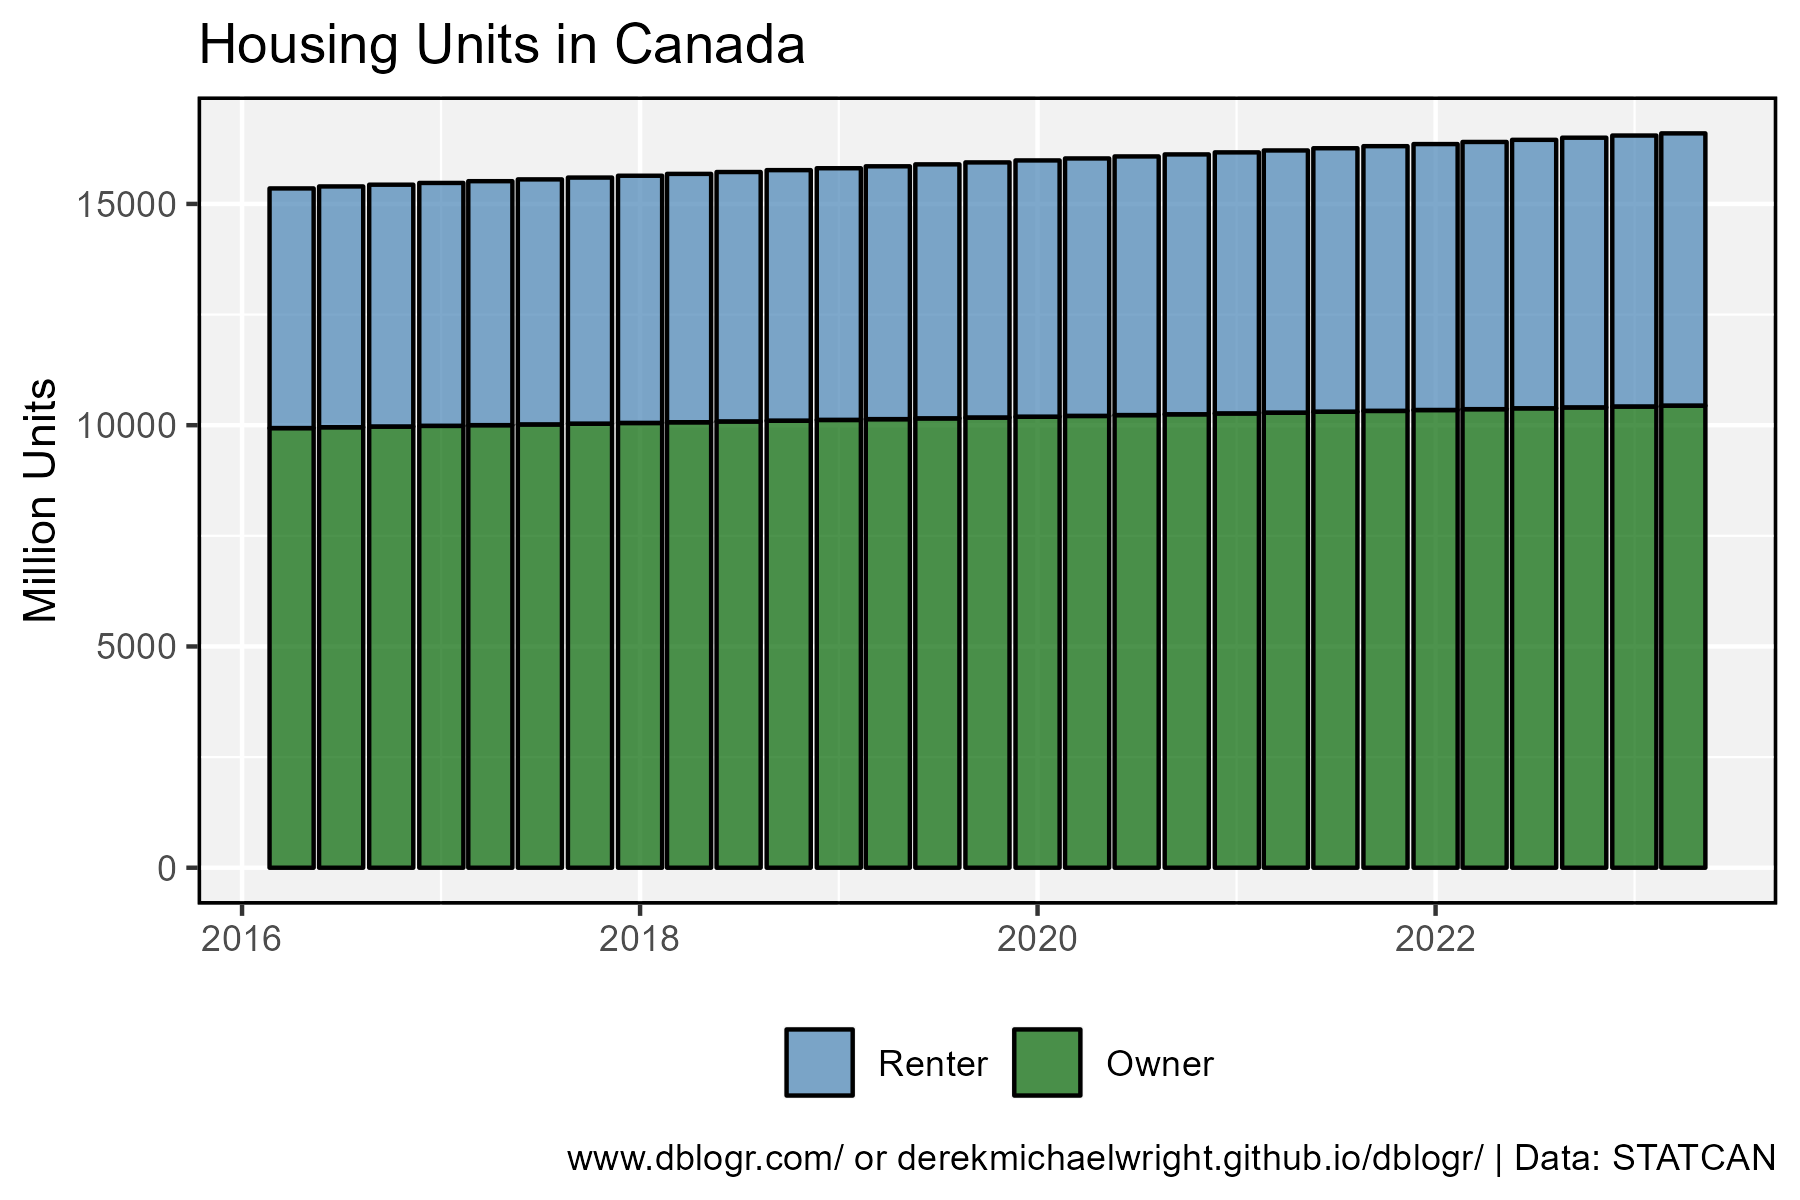 Housing Units in Canada
Million Units
15000
10000
5000
0
2016 2018 2020 2022
Renter Owner
www.dblogr.com/ or derekmichaelwright.github.io/dblogr/ | Data: STATCAN